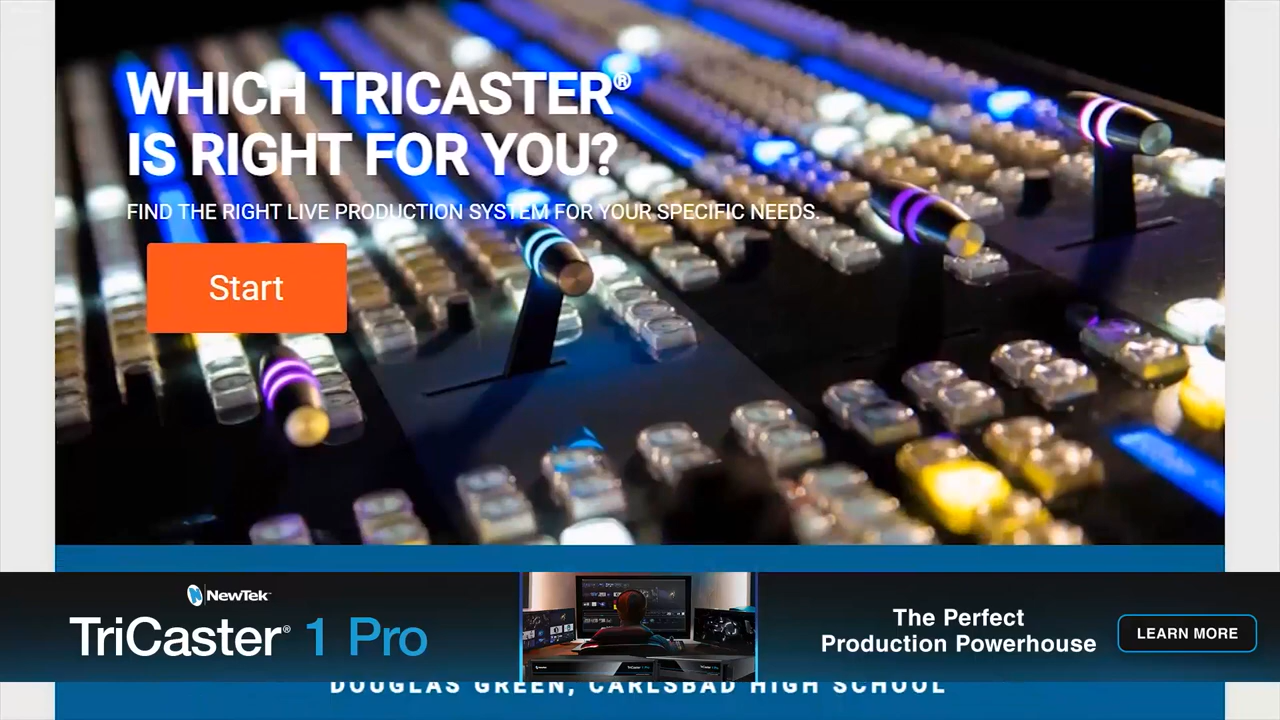 WHICH TRICASTER®
IS RIGHT FOR YOU?
FIND THE RIGHT LIVE PRODUCTION SYSTEM FOR YOUR SPECIFIC NEEDS.
Start
NewTek™
TriCaster® 1 Pro
The Perfect
Production Powerhouse
LEARN MORE
DOUGLAS GREEN, CARLSBAD HIGH SCHOOL